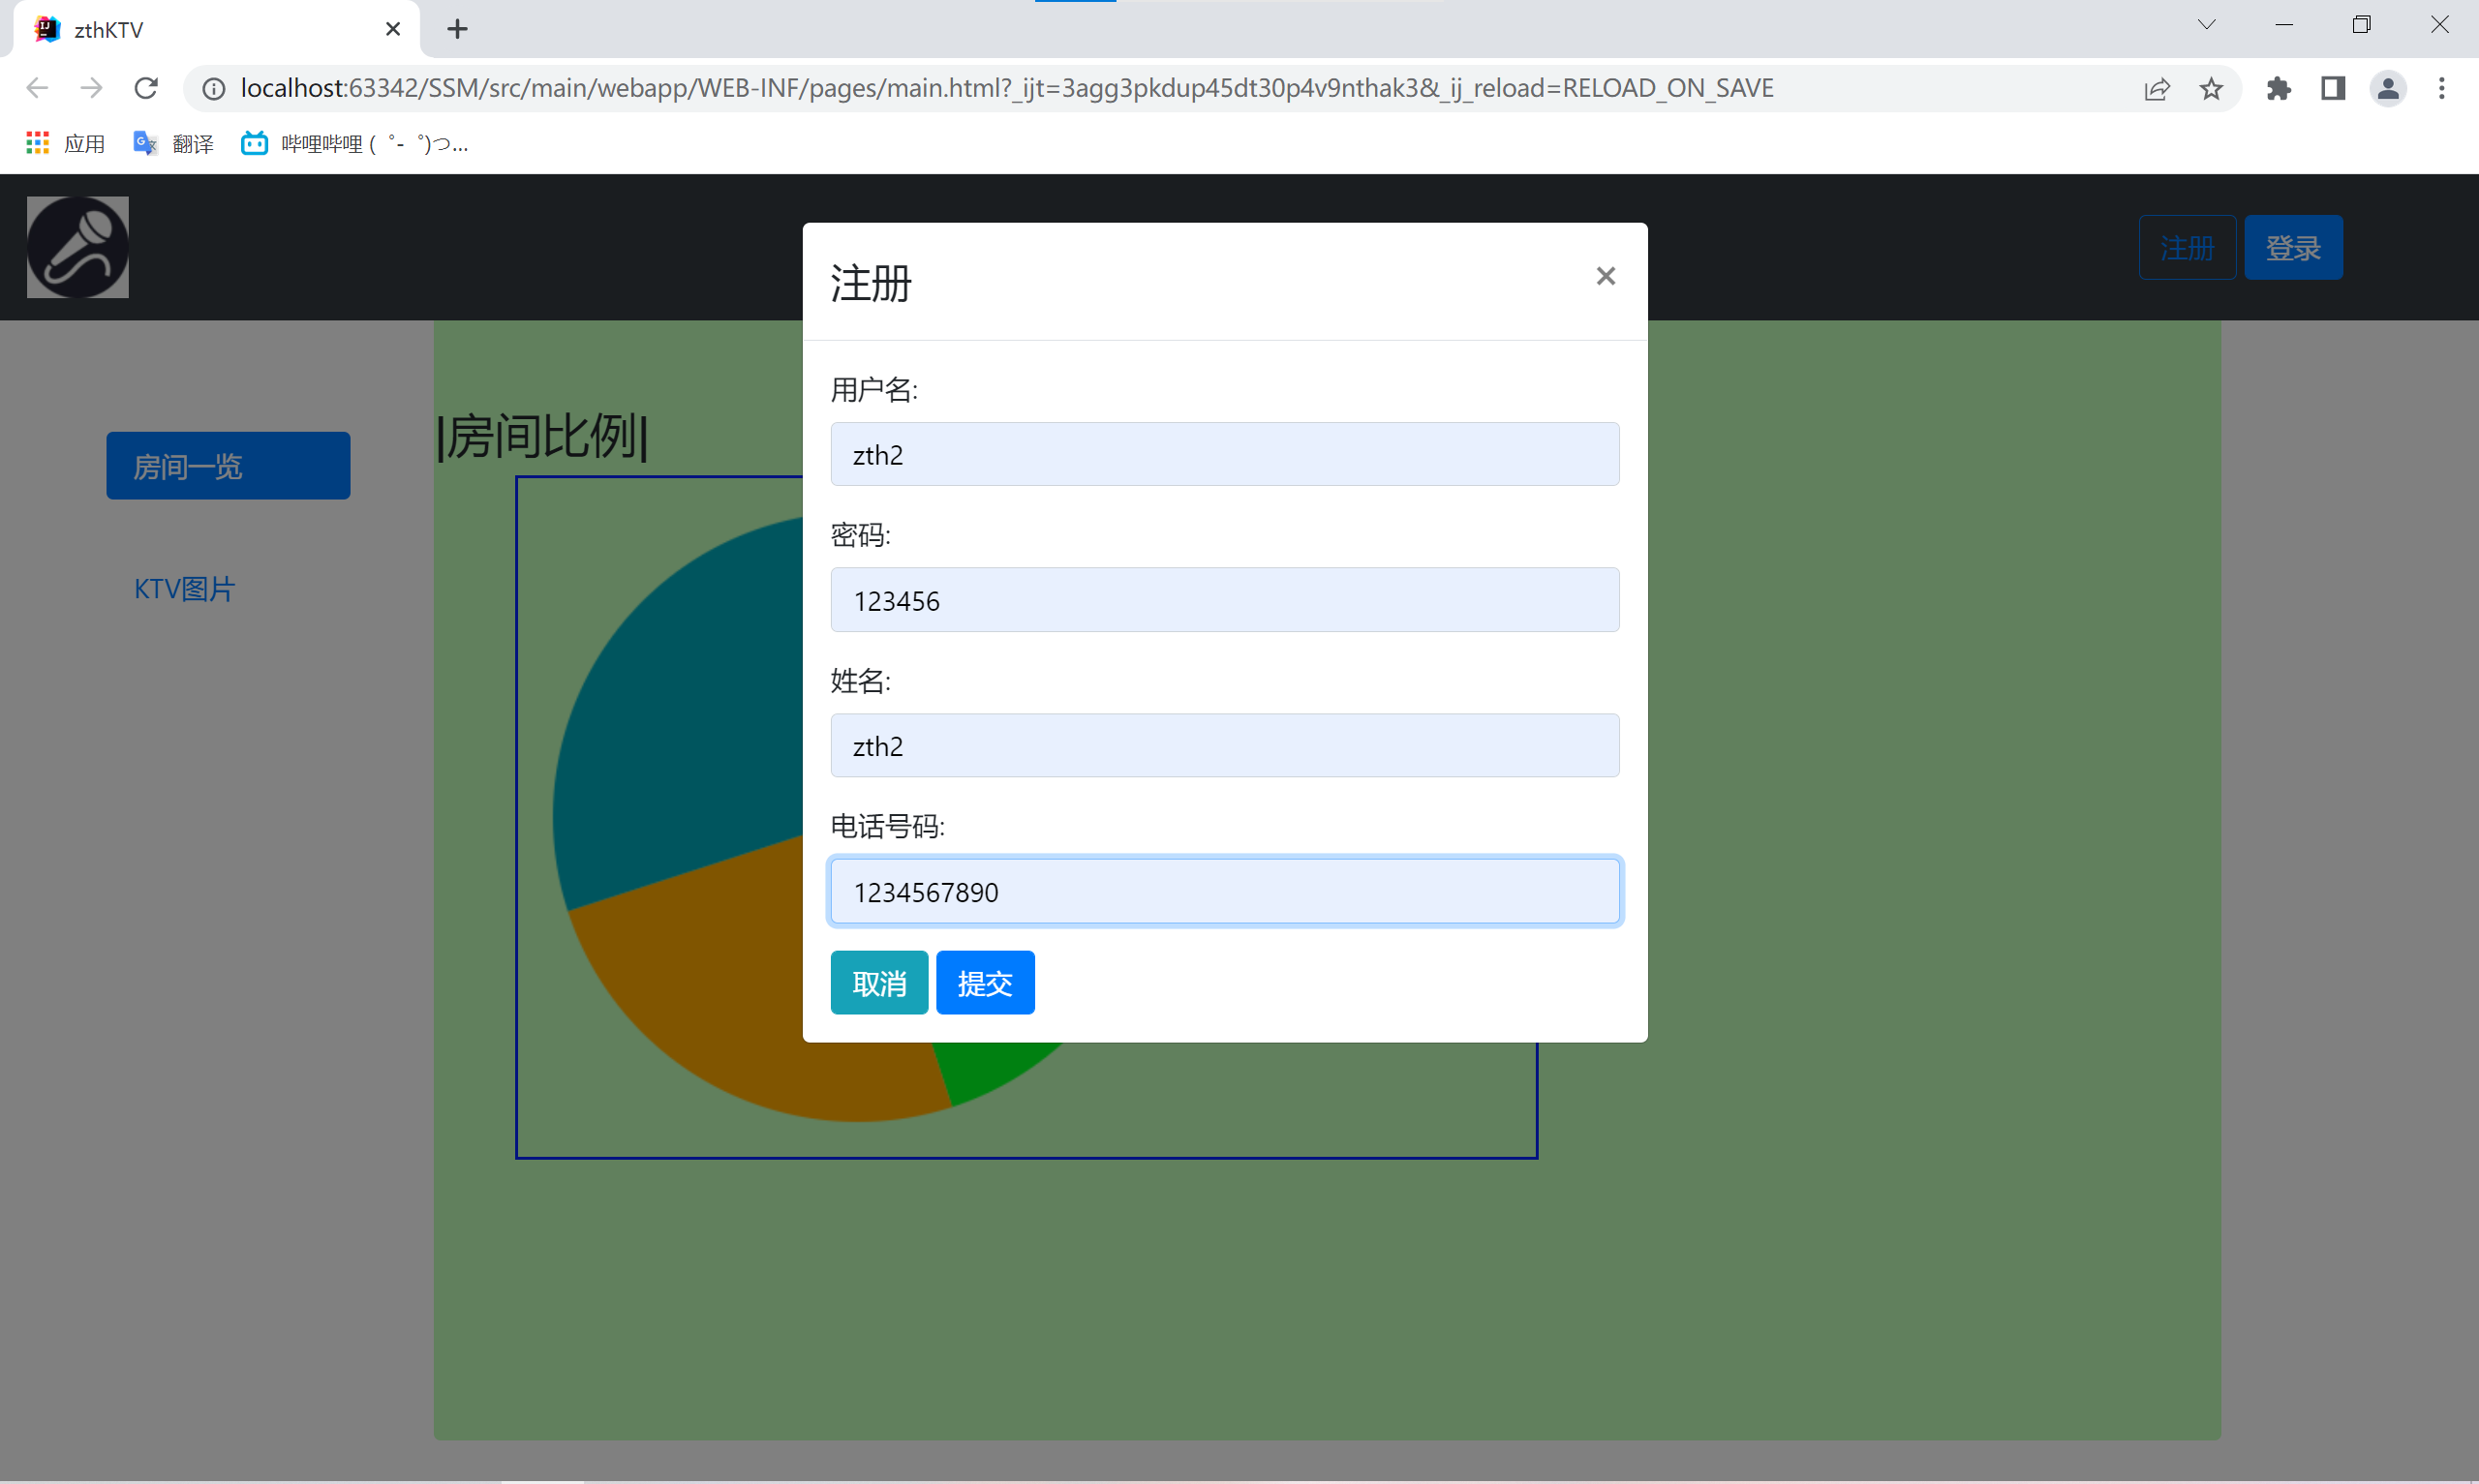 zthKTV
localhost:63342/SSM/src/main/webapp/WEB-INF/pages/main.html?_ijt=3agg3pkdup45dt30p4v9nthak3&_ij_reload=RELOAD_ON_SAVE
应用 翻译 哔哩哔哩 ( ゜- ゜)つ...
注册 登录
注册 ×
用户名:
|房间比例|
zth2
房间一览
密码:
KTV图片
123456
姓名:
zth2
电话号码:
1234567890
取消 提交